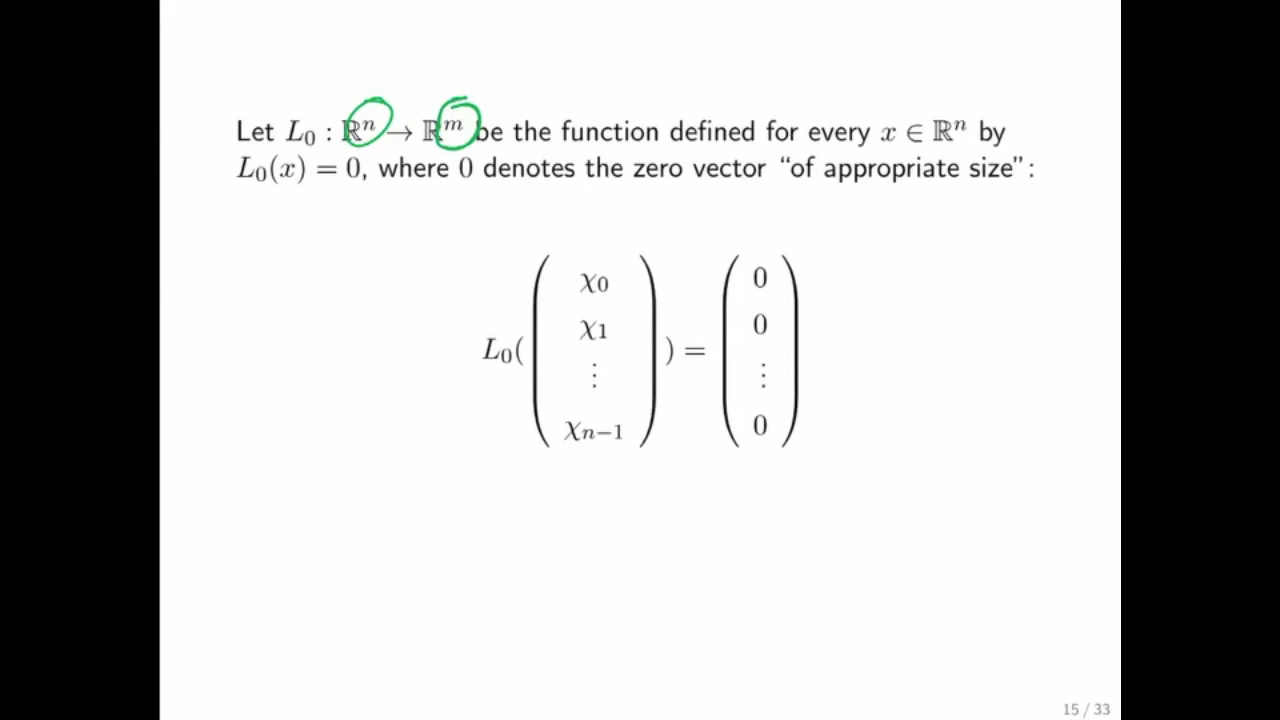 Let L₀ : ℝⁿ → ℝᵐ be the function defined for every x ∈ ℝⁿ by
L₀(x) = 0, where 0 denotes the zero vector “of appropriate size”:
χ₀ 0
χ₁ 0
⋮ ⋮
L₀( ) =
χₙ₋₁ 0
15 / 33